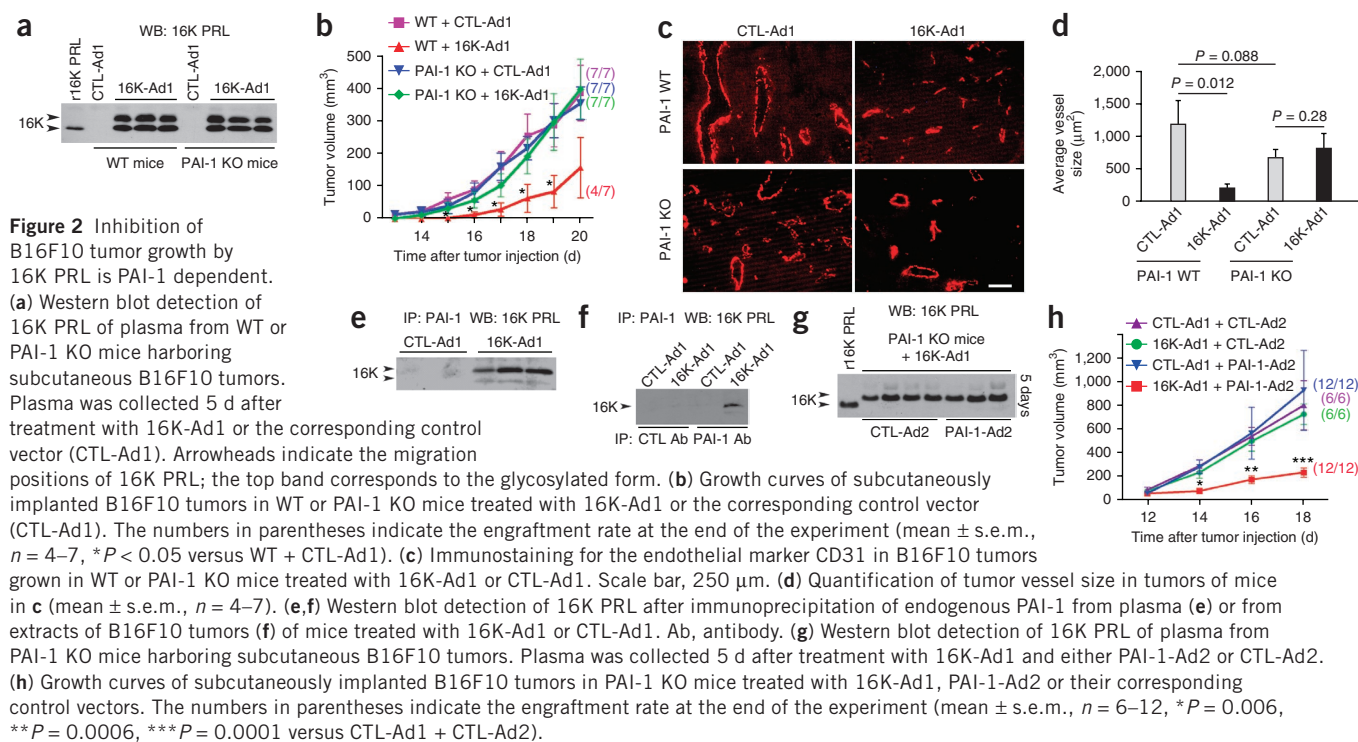 a
WB: 16K PRL
r16K PRL
CTL-Ad1
16K-Ad1
CTL-Ad1
16K-Ad1
16K
WT mice
PAI-1 KO mice
b
WT + CTL-Ad1
WT + 16K-Ad1
PAI-1 KO + CTL-Ad1
PAI-1 KO + 16K-Ad1
Tumor volume (mm³)
500
400
300
200
100
0
14 15 16 17 18 19 20
Time after tumor injection (d)
* * * * *
(7/7)
(7/7)
(7/7)
(4/7)
c
CTL-Ad1
16K-Ad1
PAI-1 WT
PAI-1 KO
d
P = 0.088
P = 0.012
P = 0.28
Average vessel
size (μm²)
2,000
1,500
1,000
500
0
CTL-Ad1
16K-Ad1
CTL-Ad1
16K-Ad1
PAI-1 WT
PAI-1 KO
e
IP: PAI-1 WB: 16K PRL
CTL-Ad1
16K-Ad1
16K
f
IP: PAI-1 WB: 16K PRL
CTL-Ad1
16K-Ad1
CTL-Ad1
16K-Ad1
16K
IP: CTL Ab PAI-1 Ab
g
WB: 16K PRL
r16K PRL
PAI-1 KO mice
+ 16K-Ad1
16K
5 days
CTL-Ad2
PAI-1-Ad2
h
CTL-Ad1 + CTL-Ad2
16K-Ad1 + CTL-Ad2
CTL-Ad1 + PAI-1-Ad2
16K-Ad1 + PAI-1-Ad2
Tumor volume (mm³)
1,200
1,000
800
600
400
200
0
12 14 16 18
Time after tumor injection (d)
* ** ***
(12/12)
(6/6)
(6/6)
(12/12)
Figure 2 Inhibition of
B16F10 tumor growth by
16K PRL is PAI-1 dependent.
(a) Western blot detection of
16K PRL of plasma from WT or
PAI-1 KO mice harboring
subcutaneous B16F10 tumors.
Plasma was collected 5 d after
treatment with 16K-Ad1 or the corresponding control
vector (CTL-Ad1). Arrowheads indicate the migration
positions of 16K PRL; the top band corresponds to the glycosylated form. (b) Growth curves of subcutaneously
implanted B16F10 tumors in WT or PAI-1 KO mice treated with 16K-Ad1 or the corresponding control vector
(CTL-Ad1). The numbers in parentheses indicate the engraftment rate at the end of the experiment (mean ± s.e.m.,
n = 4–7, *P < 0.05 versus WT + CTL-Ad1). (c) Immunostaining for the endothelial marker CD31 in B16F10 tumors
grown in WT or PAI-1 KO mice treated with 16K-Ad1 or CTL-Ad1. Scale bar, 250 μm. (d) Quantification of tumor vessel size in tumors of mice
in c (mean ± s.e.m., n = 4–7). (e,f) Western blot detection of 16K PRL after immunoprecipitation of endogenous PAI-1 from plasma (e) or from
extracts of B16F10 tumors (f) of mice treated with 16K-Ad1 or CTL-Ad1. Ab, antibody. (g) Western blot detection of 16K PRL of plasma from
PAI-1 KO mice harboring subcutaneous B16F10 tumors. Plasma was collected 5 d after treatment with 16K-Ad1 and either PAI-1-Ad2 or CTL-Ad2.
(h) Growth curves of subcutaneously implanted B16F10 tumors in PAI-1 KO mice treated with 16K-Ad1, PAI-1-Ad2 or their corresponding
control vectors. The numbers in parentheses indicate the engraftment rate at the end of the experiment (mean ± s.e.m., n = 6–12, *P = 0.006,
**P = 0.0006, ***P = 0.0001 versus CTL-Ad1 + CTL-Ad2).